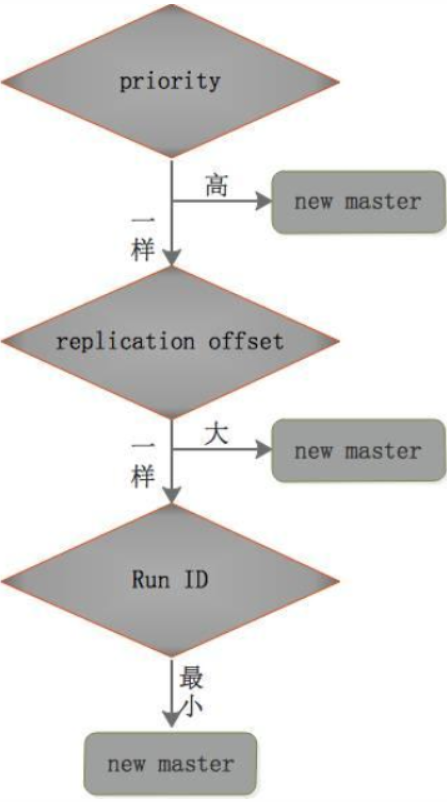 priority
高
new master
一
样
replication offset
大
new master
一
样
Run ID
最
小
new master